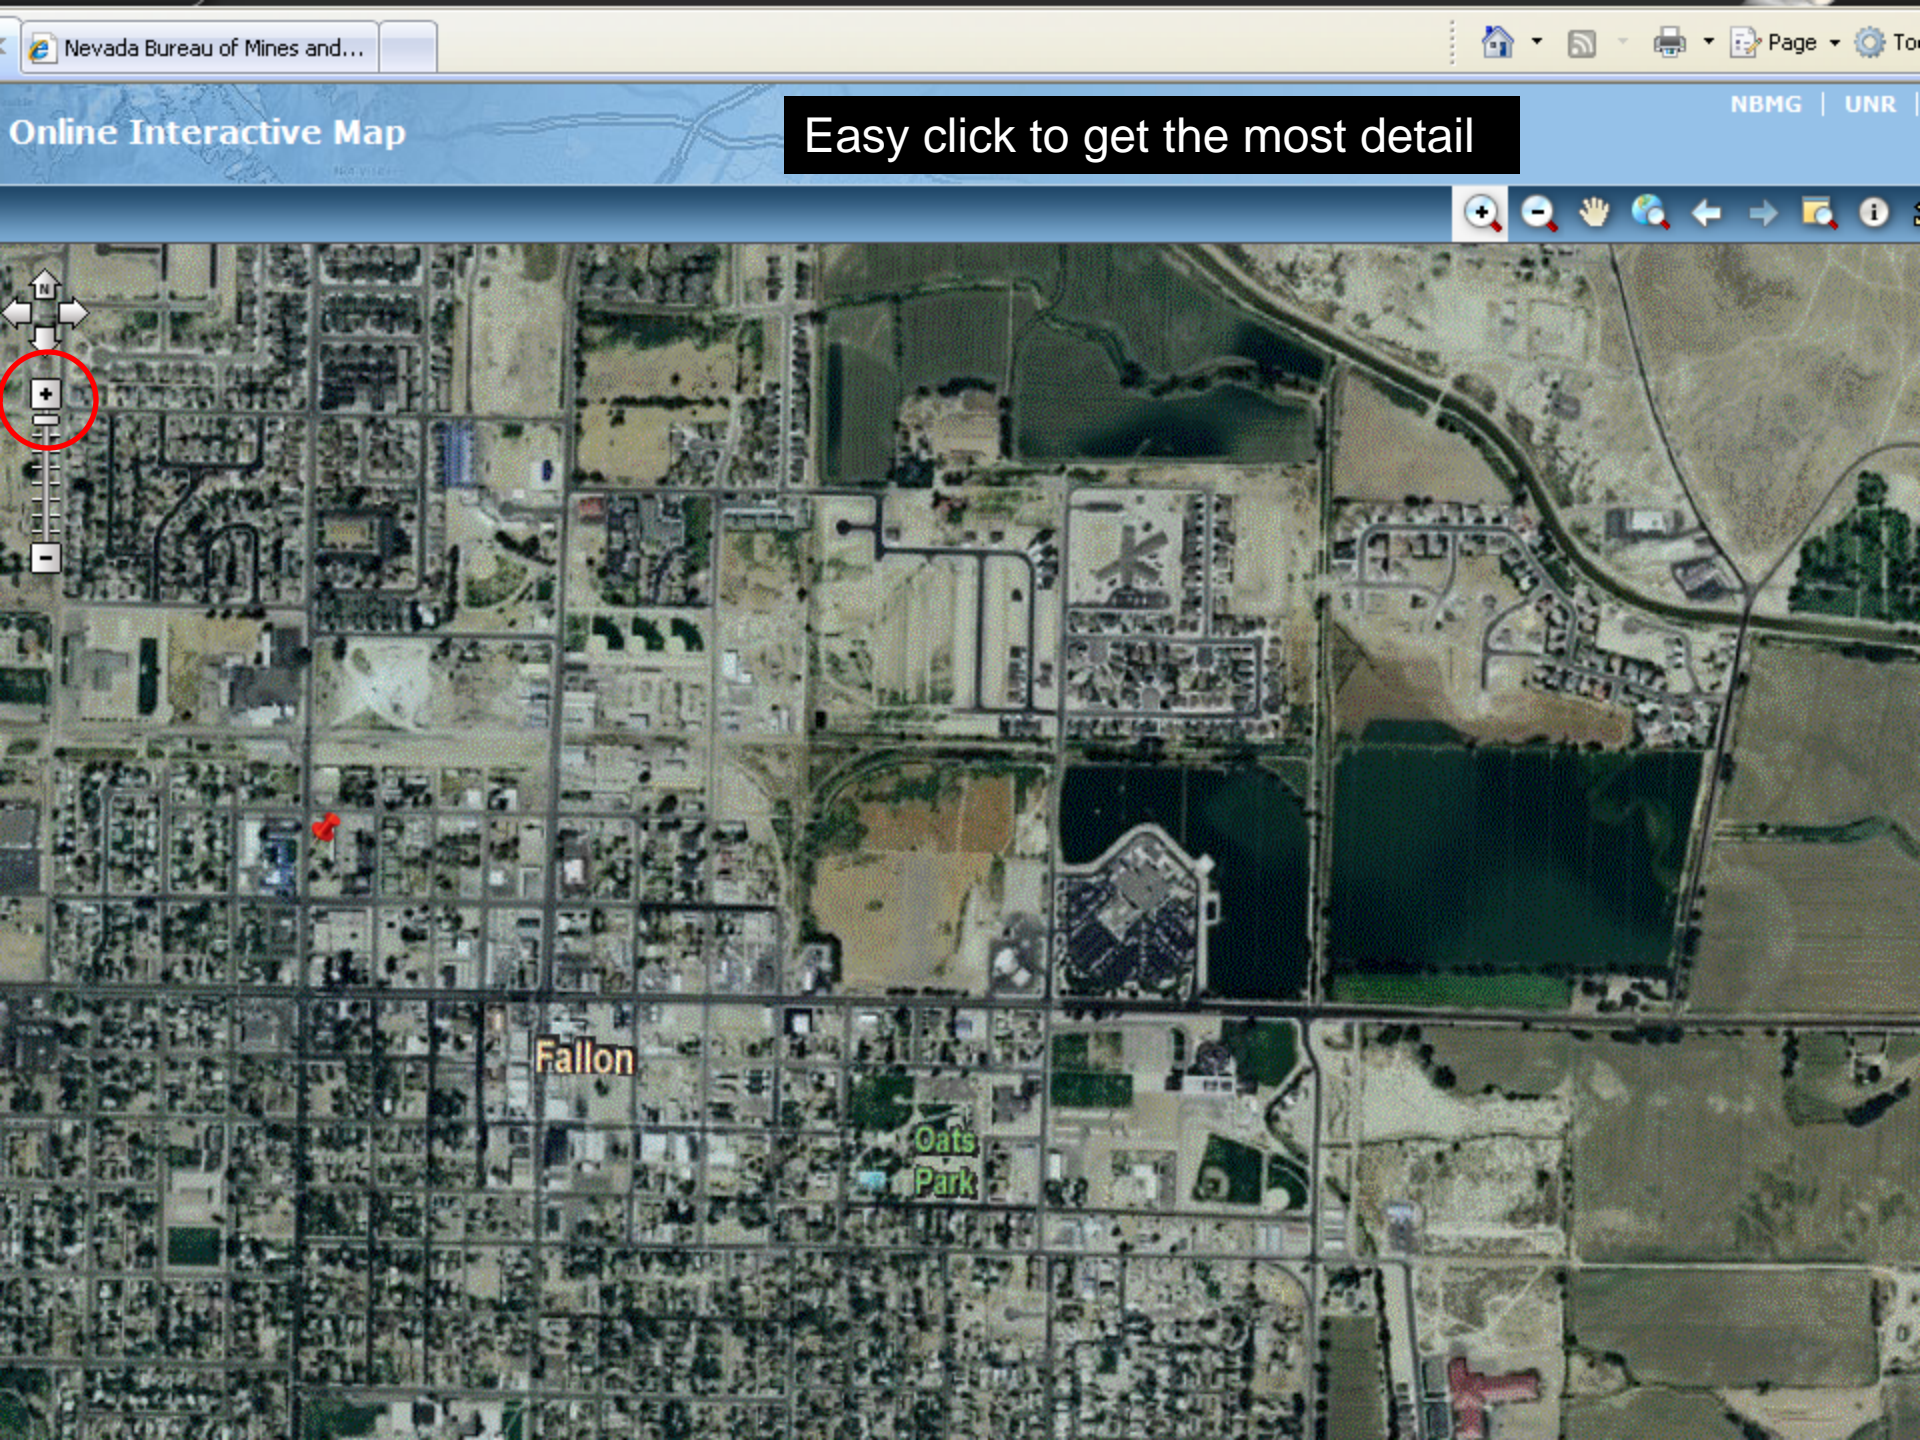 Nevada Bureau of Mines and...
Page
NBMG | UNR |
Online Interactive Map
Easy click to get the most detail
N
Fallon
Oats
Park